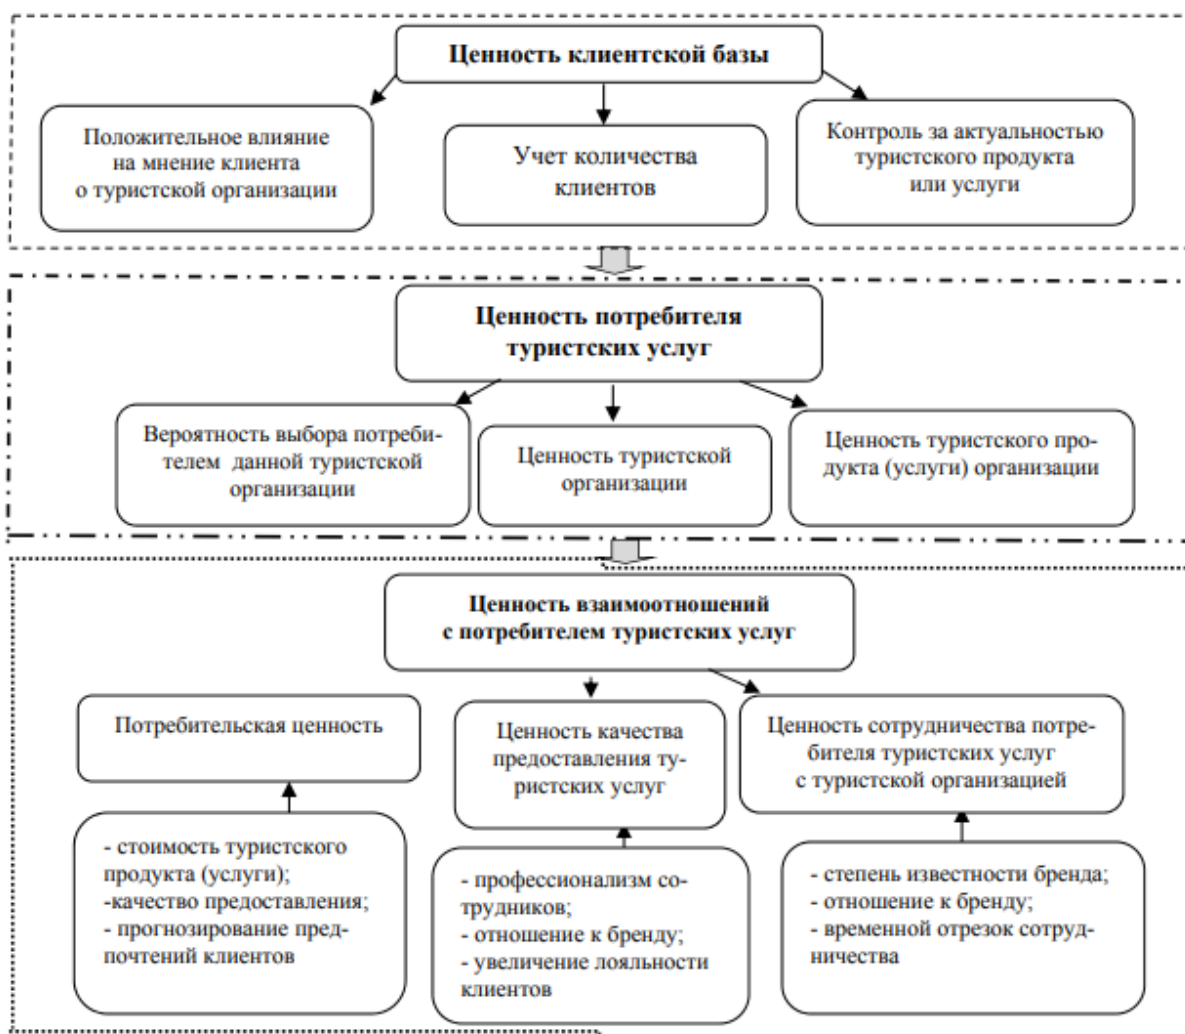 Ценность клиентской базы
Положительное влияние
на мнение клиента
о туристской организации
Учет количества
клиентов
Контроль за актуальностью
туристского продукта
или услуги
Ценность потребителя
туристских услуг
Вероятность выбора потреби-
телем данной туристской
организации
Ценность туристской
организации
Ценность туристского про-
дукта (услуги) организации
Ценность взаимоотношений
с потребителем туристских услуг
Потребительская ценность
Ценность качества
предоставления ту-
ристских услуг
Ценность сотрудничества потре-
бителя туристских услуг
с туристской организацией
- стоимость туристского
продукта (услуги);
-качество предоставления;
- прогнозирование пред-
почтений клиентов
- профессионализм со-
трудников;
- отношение к бренду;
- увеличение лояльности
клиентов
- степень известности бренда;
- отношение к бренду;
- временной отрезок сотруд-
ничества